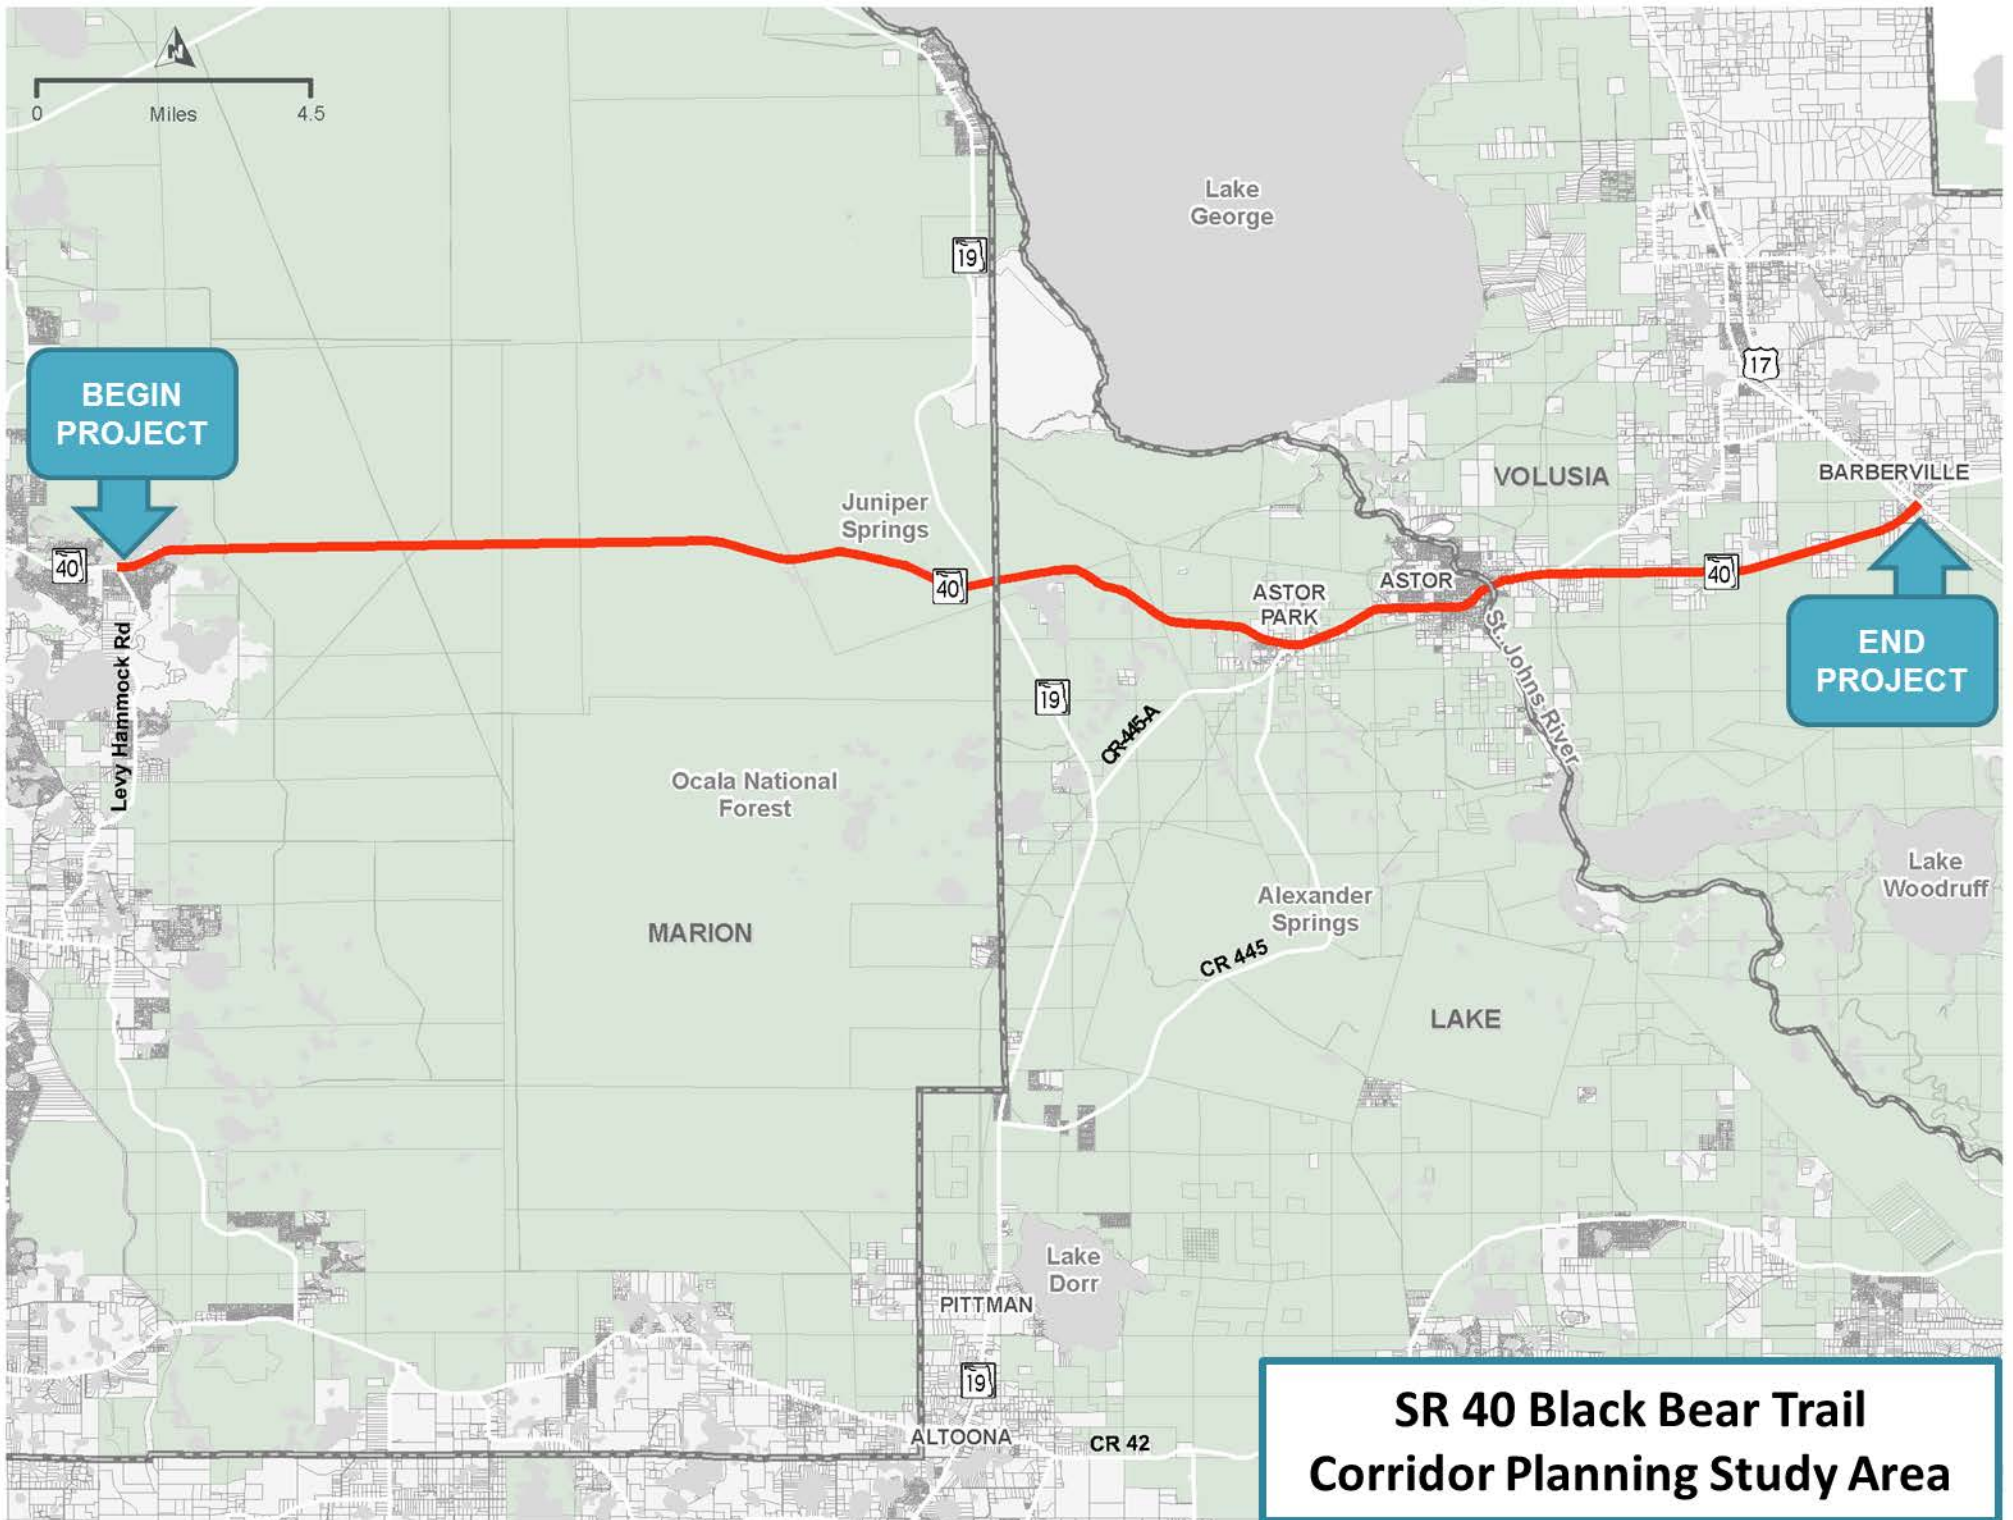 N
0 Miles 4.5
Lake
George
19
17
BEGIN
PROJECT
BARBERVILLE
VOLUSIA
Juniper
Springs
40
40
ASTOR
PARK
ASTOR
40
St. Johns River
END
PROJECT
Levy Hammock Rd
19
CR-445-A
Ocala National
Forest
Lake
Woodruff
Alexander
Springs
MARION
CR 445
LAKE
Lake
Dorr
PITTMAN
19
ALTOONA
CR 42
SR 40 Black Bear Trail
Corridor Planning Study Area